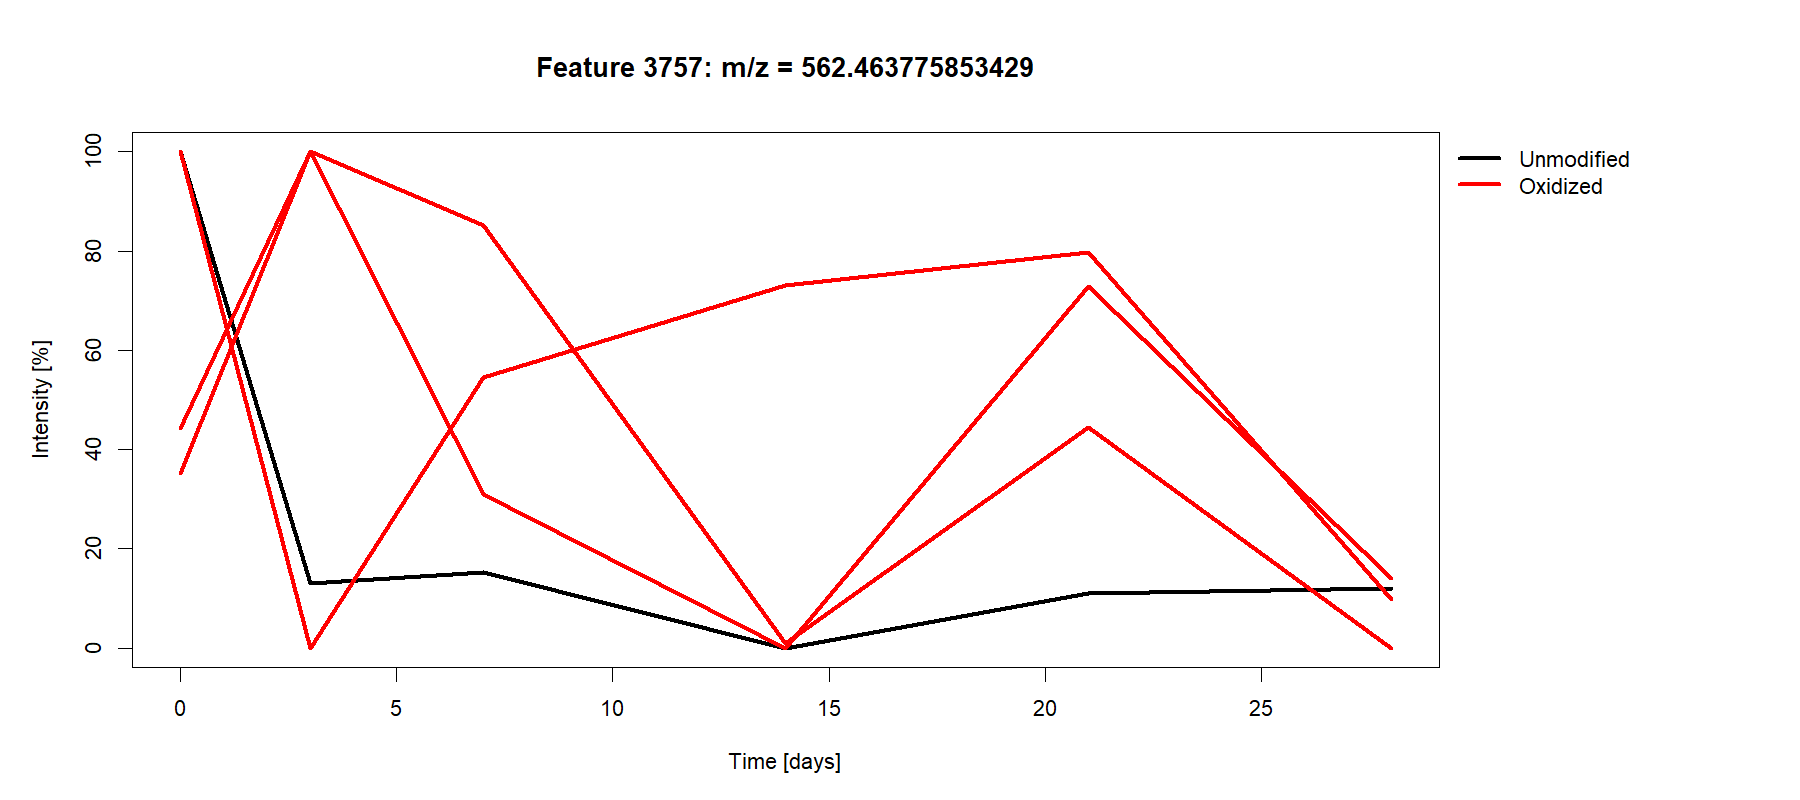 Feature 3757: m/z = 562.463775853429
Unmodified
Oxidized
100
80
60
40
20
0
Intensity [%]
0 5 10 15 20 25
Time [days]